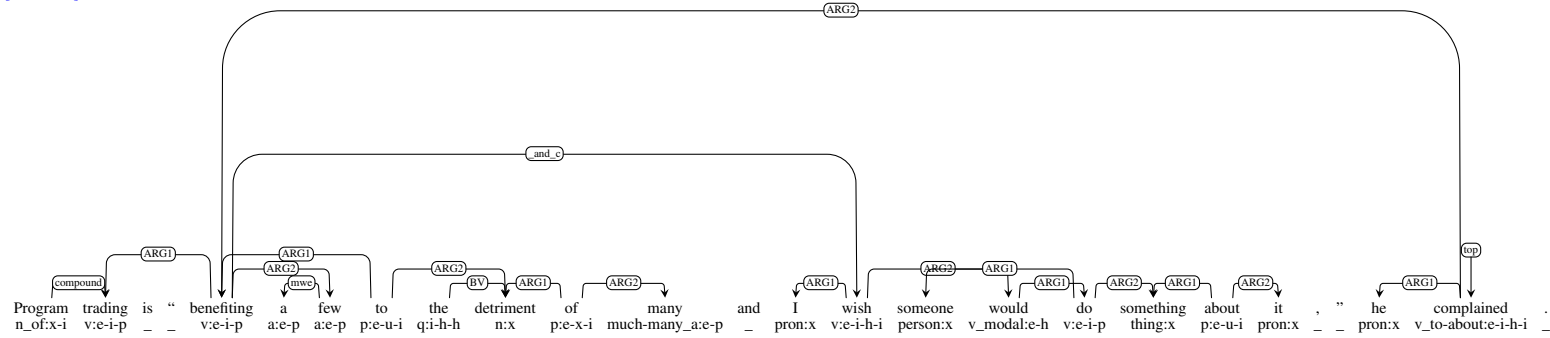 ARG2
_and_c
top
ARG1 ARG1
ARG2 ARG2 ARG2 ARG1
compound mwe BV ARG1 ARG2 ARG1 ARG1 ARG2 ARG1 ARG2 ARG1
Program trading is “ benefiting a few to the detriment of many and I wish someone would do something about it , ” he complained .
n_of:x-i v:e-i-p _ _ v:e-i-p a:e-p a:e-p p:e-u-i q:i-h-h n:x p:e-x-i much-many_a:e-p _ pron:x v:e-i-h-i person:x v_modal:e-h v:e-i-p thing:x p:e-u-i pron:x _ _ pron:x v_to-about:e-i-h-i _